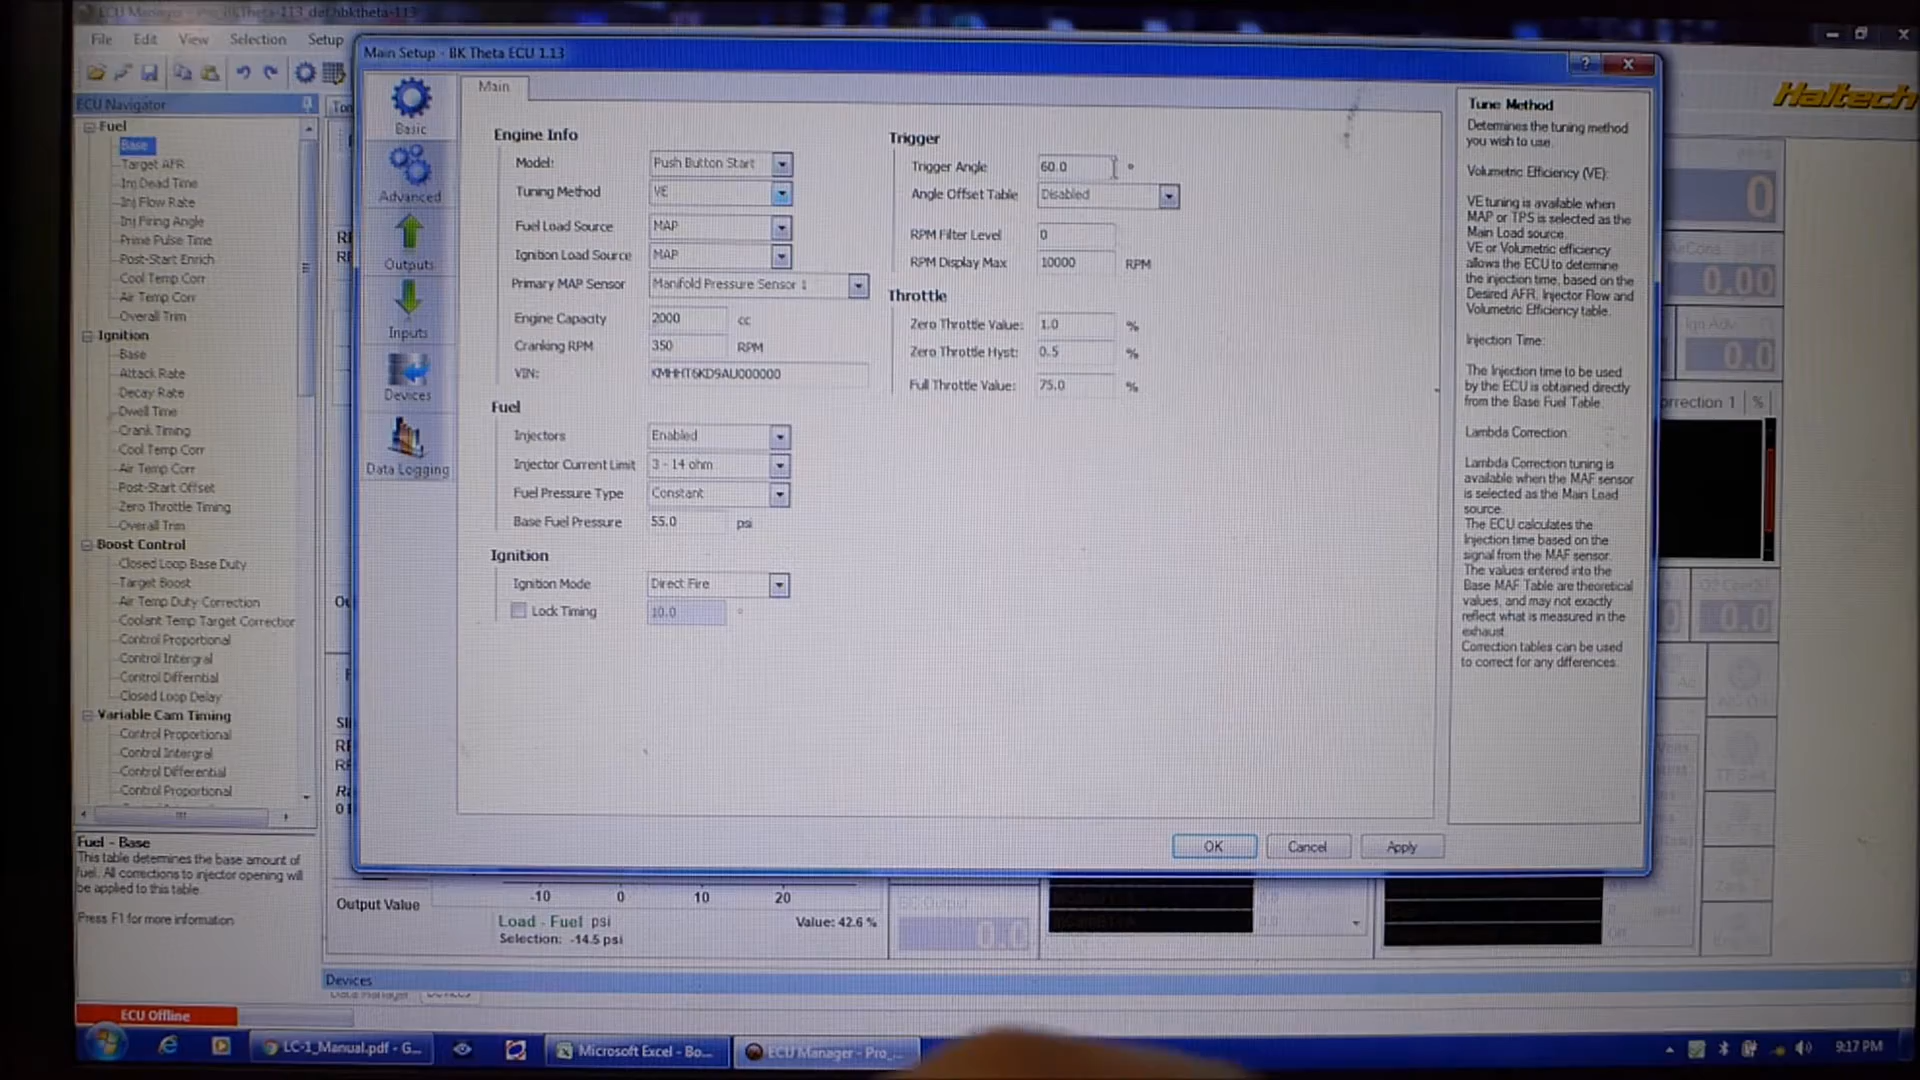 File Edit View Selection Setup
Main Setup - BK Theta ECU 1.13
Haltech
ECU Navigator
Fuel
Base
Target AFR
Inj Dead Time
Inj Flow Rate
Inj Firing Angle
Prime Pulse Time
Post-Start Enrich
Cool Temp Corr
Air Temp Corr
Overall Trim
Ignition
Base
Attack Rate
Decay Rate
Dwell Time
Crank Timing
Cool Temp Corr
Air Temp Corr
Post-Start Offset
Zero Throttle Timing
Overall Trim
Boost Control
Closed Loop Base Duty
Target Boost
Air Temp Duty Correction
Coolant Temp Target Correction
Control Proportional
Control Intergral
Control Differntial
Closed Loop Delay
Variable Cam Timing
Control Proportional
Control Intergral
Control Differential
Control Proportional
Fuel - Base
This table determines the base amount of
fuel. All corrections to injector opening will
be applied to this table.
Press F1 for more information
ECU Offline
Basic
Advanced
Outputs
Inputs
Devices
Data Logging
Main
Engine Info
Model: Push Button Start
Tuning Method VE
Fuel Load Source MAP
Ignition Load Source MAP
Primary MAP Sensor Manifold Pressure Sensor 1
Engine Capacity 2000 cc
Cranking RPM 350 RPM
VIN: KMHHT6KD9AU000000
Fuel
Injectors Enabled
Injector Current Limit 3 - 14 ohm
Fuel Pressure Type Constant
Base Fuel Pressure 55.0 psi
Ignition
Ignition Mode Direct Fire
Lock Timing 10.0 °
Trigger
Trigger Angle 60.0 °
Angle Offset Table Disabled
RPM Filter Level 0
RPM Display Max 10000 RPM
Throttle
Zero Throttle Value: 1.0 %
Zero Throttle Hyst: 0.5 %
Full Throttle Value: 75.0 %
OK Cancel Apply
Tune Method
Determines the tuning method
you wish to use.
Volumetric Efficiency (VE):
VE tuning is available when
MAP or TPS is selected as the
Main Load source.
VE or Volumetric efficiency
allows the ECU to determine
the injection time, based on the
Desired AFR, Injector Flow and
Volumetric Efficiency table.
Injection Time:
The Injection time to be used
by the ECU is obtained directly
from the Base Fuel Table.
Lambda Correction:
Lambda Correction tuning is
available when the MAF sensor
is selected as the Main Load
source.
The ECU calculates the
Injection time based on the
signal from the MAF sensor.
The values entered into the
Base MAF Table are theoretical
values, and may not exactly
reflect what is measured in the
exhaust.
Correction tables can be used
to correct for any differences.
0
0.00
0.0
0.0
Output Value
-10 0 10 20
Load - Fuel psi
Value: 42.6 %
Selection: -14.5 psi
0.0
Devices
LC-1_Manual.pdf - G...
Microsoft Excel - Bo...
ECU Manager - Pro_...
9:17 PM